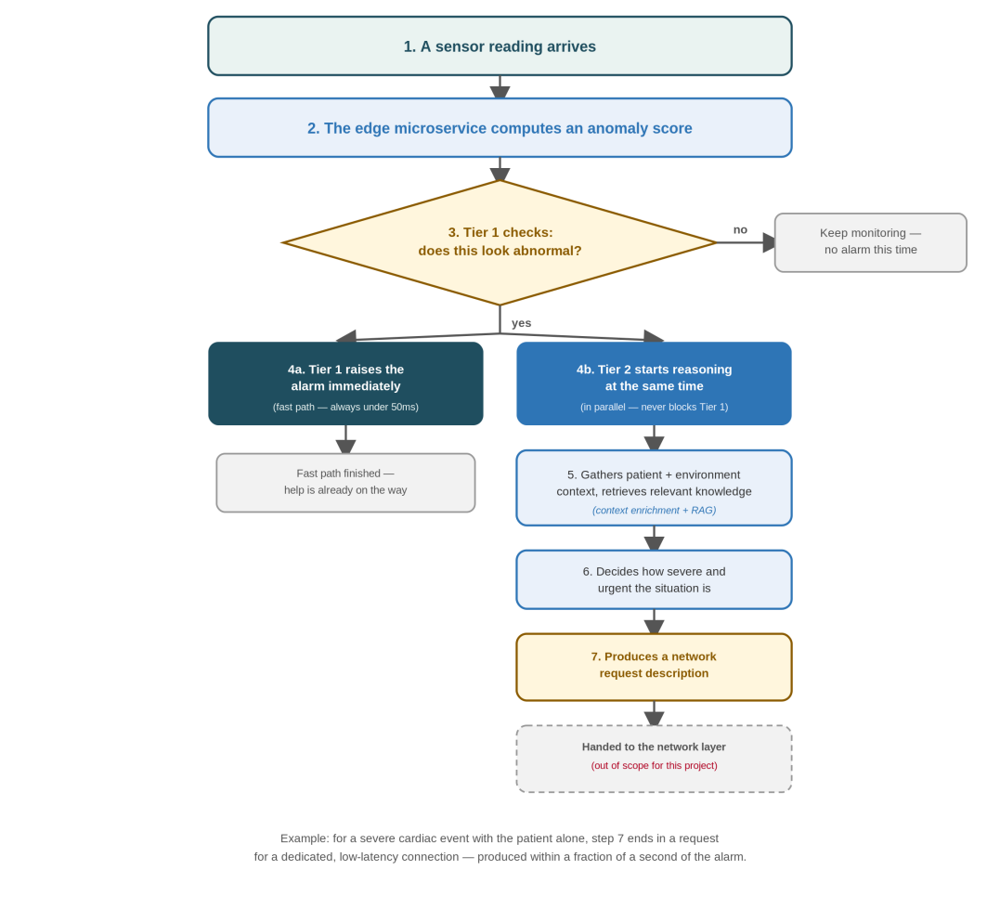 1. A sensor reading arrives
2. The edge microservice computes an anomaly score
3. Tier 1 checks:
does this look abnormal?
no
Keep monitoring —
no alarm this time
yes
4a. Tier 1 raises the
alarm immediately
(fast path — always under 50ms)
4b. Tier 2 starts reasoning
at the same time
(in parallel — never blocks Tier 1)
Fast path finished —
help is already on the way
5. Gathers patient + environment
context, retrieves relevant knowledge
(context enrichment + RAG)
6. Decides how severe and
urgent the situation is
7. Produces a network
request description
Handed to the network layer
(out of scope for this project)
Example: for a severe cardiac event with the patient alone, step 7 ends in a request
for a dedicated, low-latency connection — produced within a fraction of a second of the alarm.